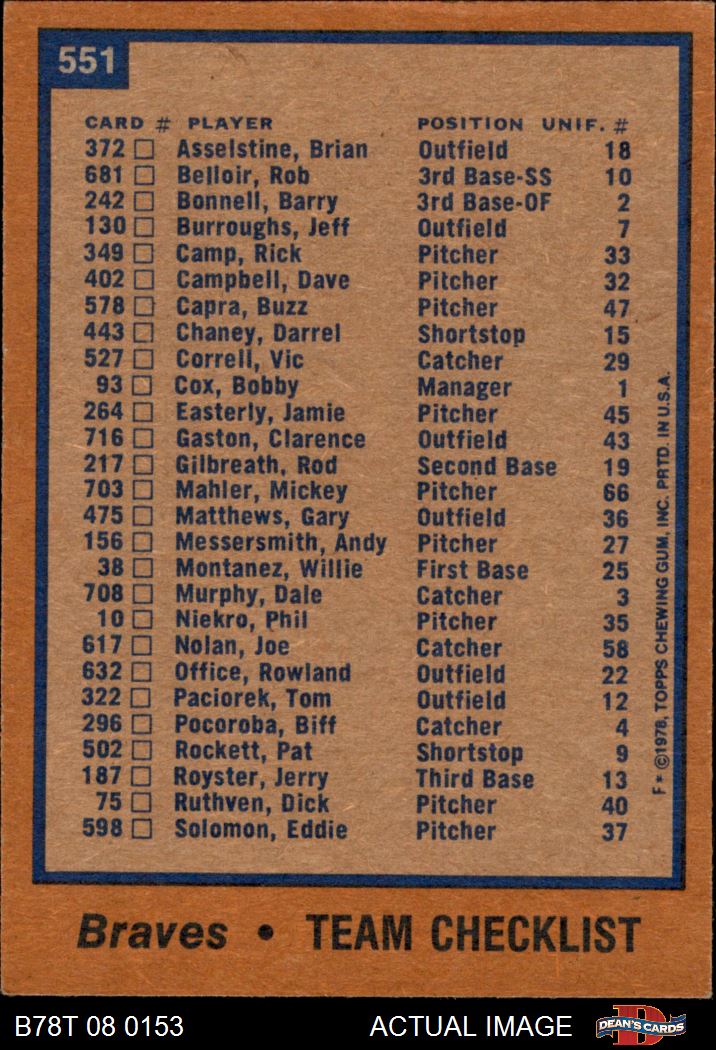 551
CARD # PLAYER POSITION UNIF. #
372 Asselstine, Brian Outfield 18
681 Belloir, Rob 3rd Base-SS 10
242 Bonnell, Barry 3rd Base-OF 2
130 Burroughs, Jeff Outfield 7
349 Camp, Rick Pitcher 33
402 Campbell, Dave Pitcher 32
578 Capra, Buzz Pitcher 47
443 Chaney, Darrel Shortstop 15
527 Correll, Vic Catcher 29
93 Cox, Bobby Manager 1
264 Easterly, Jamie Pitcher 45
716 Gaston, Clarence Outfield 43
217 Gilbreath, Rod Second Base 19
703 Mahler, Mickey Pitcher 66
475 Matthews, Gary Outfield 36
156 Messersmith, Andy Pitcher 27
38 Montanez, Willie First Base 25
708 Murphy, Dale Catcher 3
10 Niekro, Phil Pitcher 35
617 Nolan, Joe Catcher 58
632 Office, Rowland Outfield 22
322 Paciorek, Tom Outfield 12
296 Pocoroba, Biff Catcher 4
502 Rockett, Pat Shortstop 9
187 Royster, Jerry Third Base 13
75 Ruthven, Dick Pitcher 40
598 Solomon, Eddie Pitcher 37
F* ©1978, TOPPS CHEWING GUM, INC. PRTD. IN U.S.A.
Braves • TEAM CHECKLIST
B78T 08 0153 ACTUAL IMAGE
D
DEAN'S CARDS